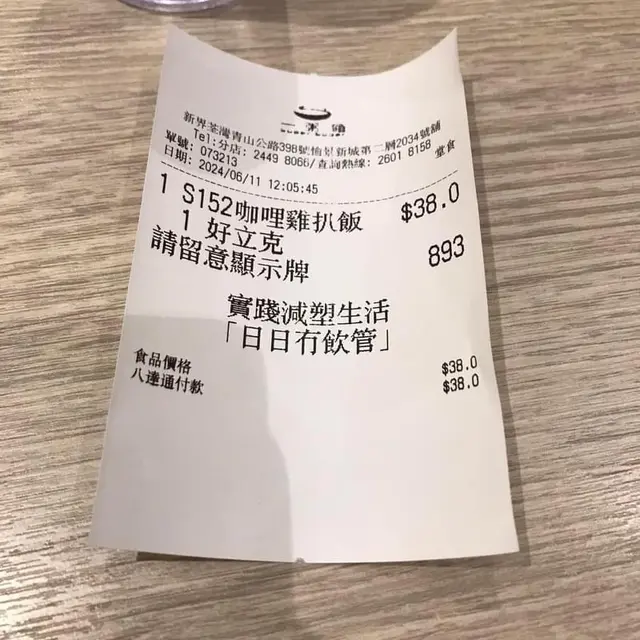 一粥麵
新界荃灣青山公路398號愉景新城第二層2034號舖
Tel:分店: 2449 8066/查詢熱線: 2601 8158
單號: 073213 堂食
日期: 2024/06/11 12:05:45
1 S152咖哩雞扒飯 $38.0
1 好立克
請留意顯示牌 893
實踐減塑生活
「日日冇飲管」
食品價格 $38.0
八達通付款 $38.0